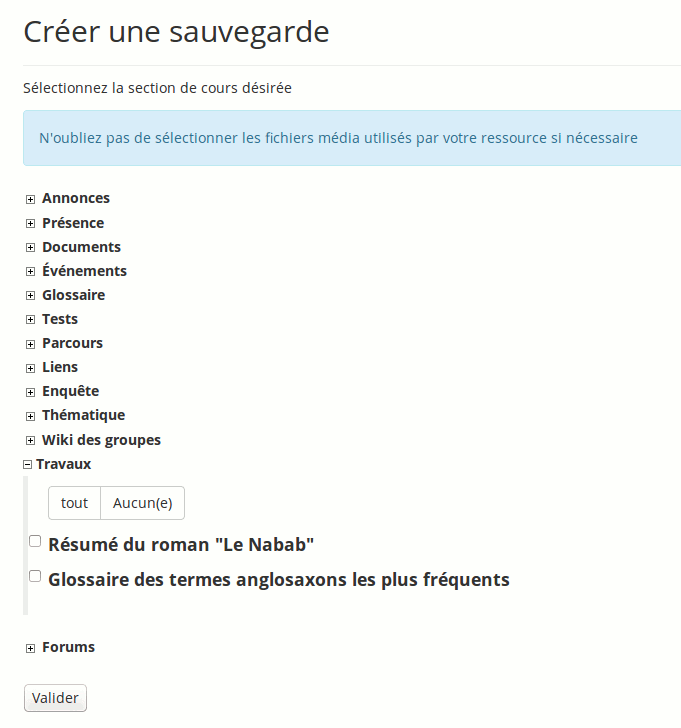 Créer une sauvegarde
Sélectionnez la section de cours désirée
N'oubliez pas de sélectionner les fichiers média utilisés par votre ressource si nécessaire
Annonces
Présence
Documents
Événements
Glossaire
Tests
Parcours
Liens
Enquête
Thématique
Wiki des groupes
Travaux
tout Aucun(e)
Résumé du roman "Le Nabab"
Glossaire des termes anglosaxons les plus fréquents
Forums
Valider